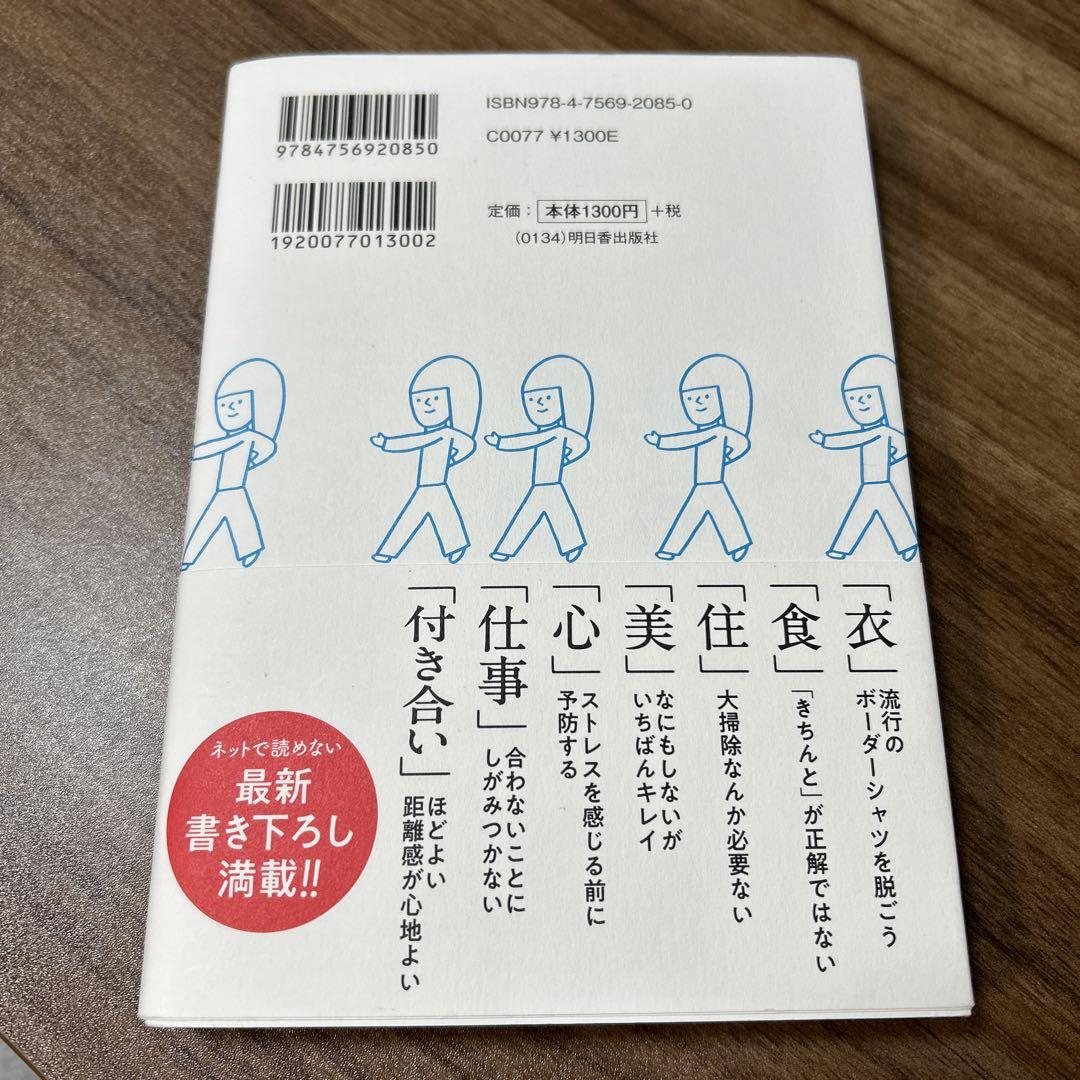 ISBN978-4-7569-2085-0
9784756920850
C0077 ¥1300E
1920077013002
定価：本体1300円+税
(0134)明日香出版社
「衣」
流行の
ボーダーシャツを脱ごう
「食」
「きちんと」が正解ではない
「住」
大掃除なんか必要ない
「美」
なにもしないが
いちばんキレイ
「心」
ストレスを感じる前に
予防する
「仕事」
合わないことに
しがみつかない
「付き合い」
ほどよい
距離感が心地よい
ネットで読めない
最新
書き下ろし
満載!!